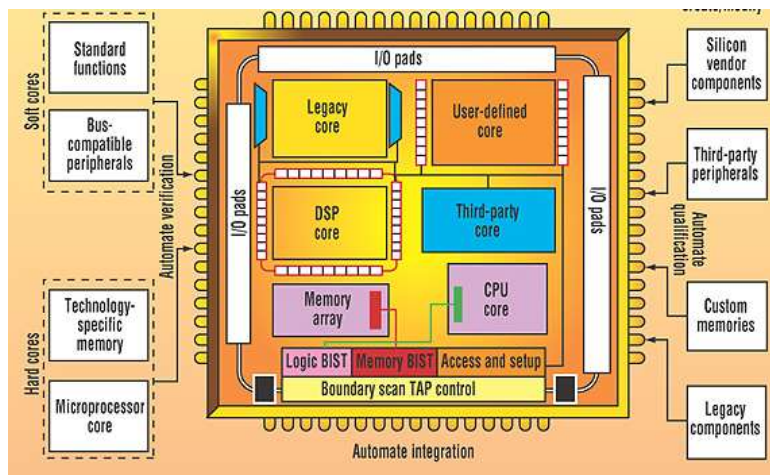 Standard
functions
Bus-
compatible
peripherals
Soft cores
Automate verification
Technology-
specific
memory
Microprocessor
core
Hard cores
I/O pads
I/O pads
I/O pads
Legacy
core
User-defined
core
DSP
core
Third-party
core
Memory
array
CPU
core
Logic BIST
Memory BIST
Access and setup
Boundary scan TAP control
Automate integration
Silicon
vendor
components
Third-party
peripherals
Automate
qualification
Custom
memories
Legacy
components